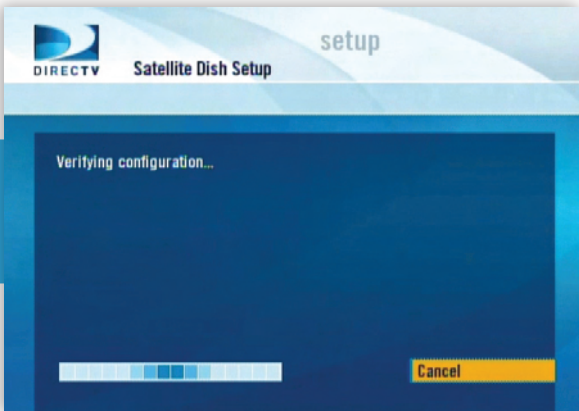 setup
DIRECTV
Satellite Dish Setup
Verifying configuration...
Cancel